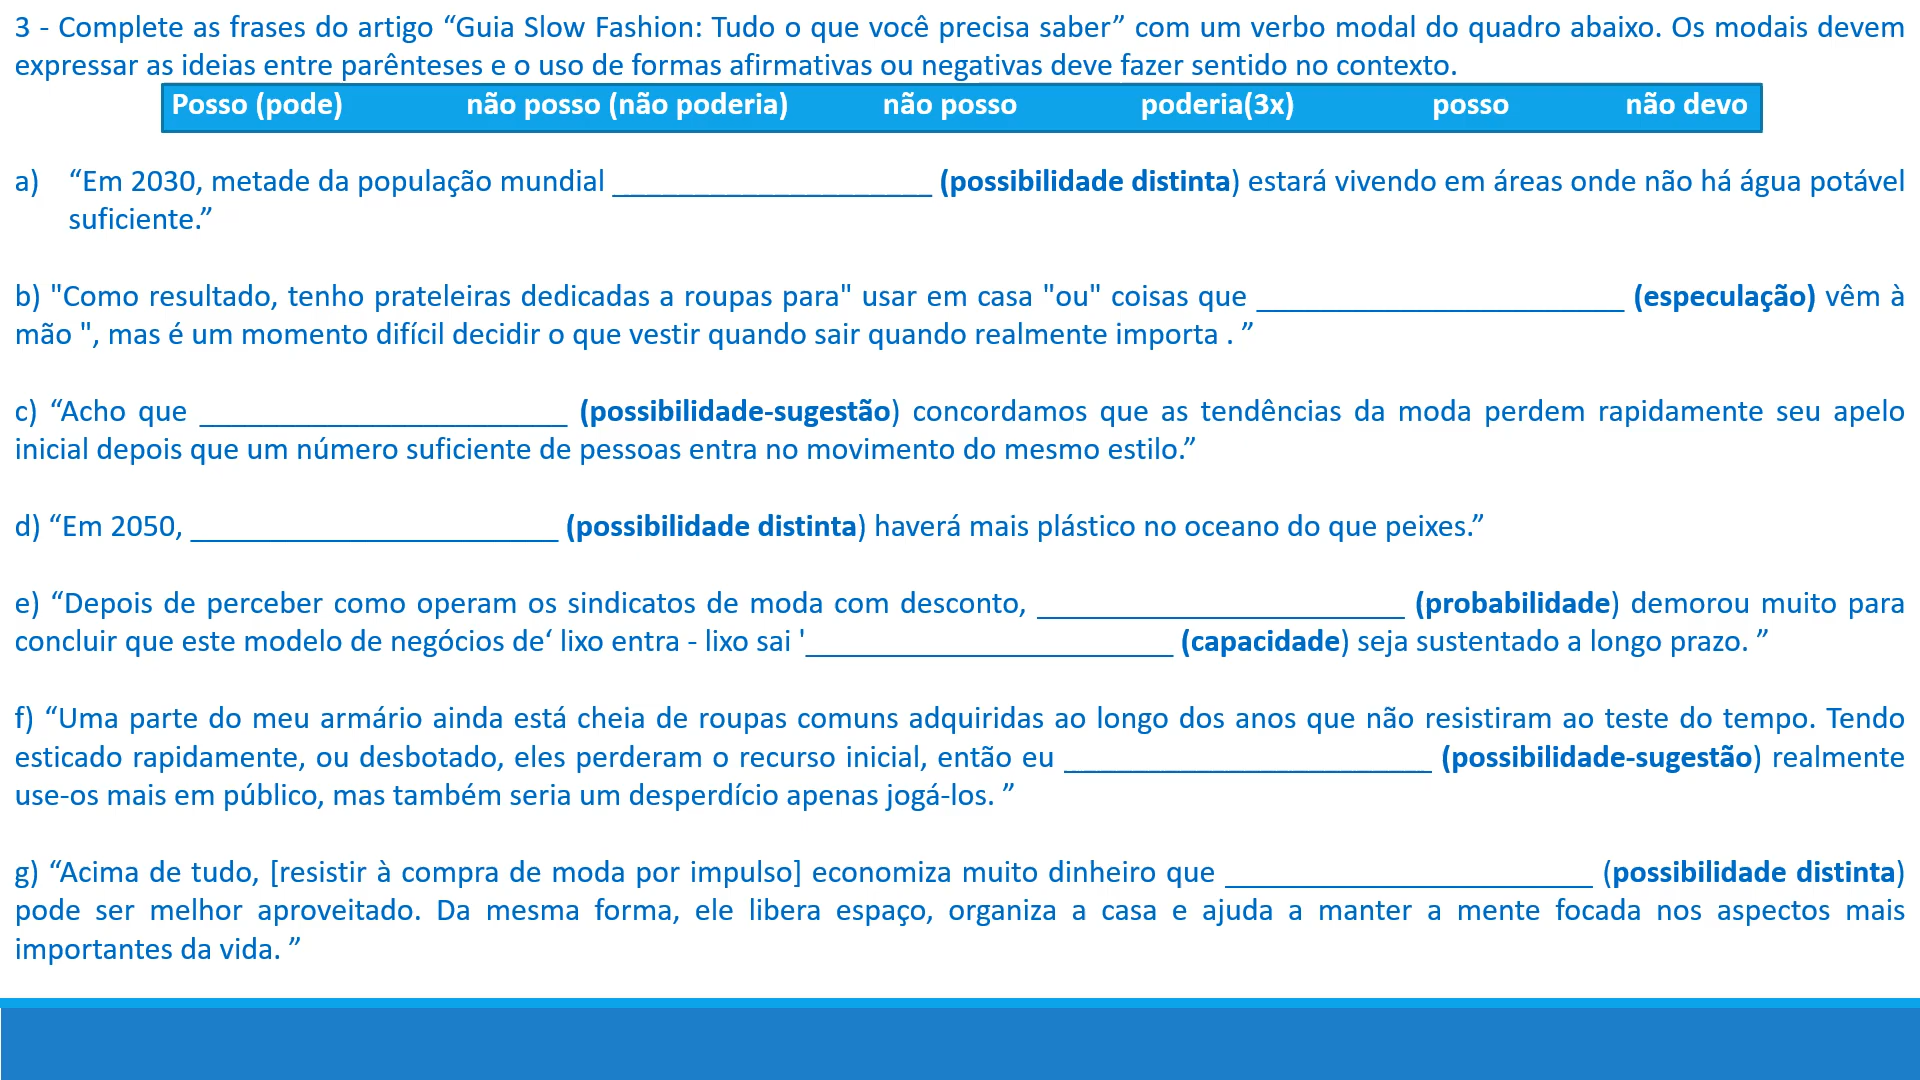 3 - Complete as frases do artigo “Guia Slow Fashion: Tudo o que você precisa saber” com um verbo modal do quadro abaixo. Os modais devem
expressar as ideias entre parênteses e o uso de formas afirmativas ou negativas deve fazer sentido no contexto.
Posso (pode) não posso (não poderia) não posso poderia(3x) posso não devo
a) “Em 2030, metade da população mundial _____________________ (possibilidade distinta) estará vivendo em áreas onde não há água potável
suficiente.”
b) "Como resultado, tenho prateleiras dedicadas a roupas para" usar em casa "ou" coisas que ________________________ (especulação) vêm à
mão ", mas é um momento difícil decidir o que vestir quando sair quando realmente importa . ”
c) “Acho que ________________________ (possibilidade-sugestão) concordamos que as tendências da moda perdem rapidamente seu apelo
inicial depois que um número suficiente de pessoas entra no movimento do mesmo estilo.”
d) “Em 2050, ________________________ (possibilidade distinta) haverá mais plástico no oceano do que peixes.”
e) “Depois de perceber como operam os sindicatos de moda com desconto, ________________________ (probabilidade) demorou muito para
concluir que este modelo de negócios de‘ lixo entra - lixo sai '________________________ (capacidade) seja sustentado a longo prazo. ”
f) “Uma parte do meu armário ainda está cheia de roupas comuns adquiridas ao longo dos anos que não resistiram ao teste do tempo. Tendo
esticado rapidamente, ou desbotado, eles perderam o recurso inicial, então eu ________________________ (possibilidade-sugestão) realmente
use-os mais em público, mas também seria um desperdício apenas jogá-los. ”
g) “Acima de tudo, [resistir à compra de moda por impulso] economiza muito dinheiro que ________________________ (possibilidade distinta)
pode ser melhor aproveitado. Da mesma forma, ele libera espaço, organiza a casa e ajuda a manter a mente focada nos aspectos mais
importantes da vida. ”